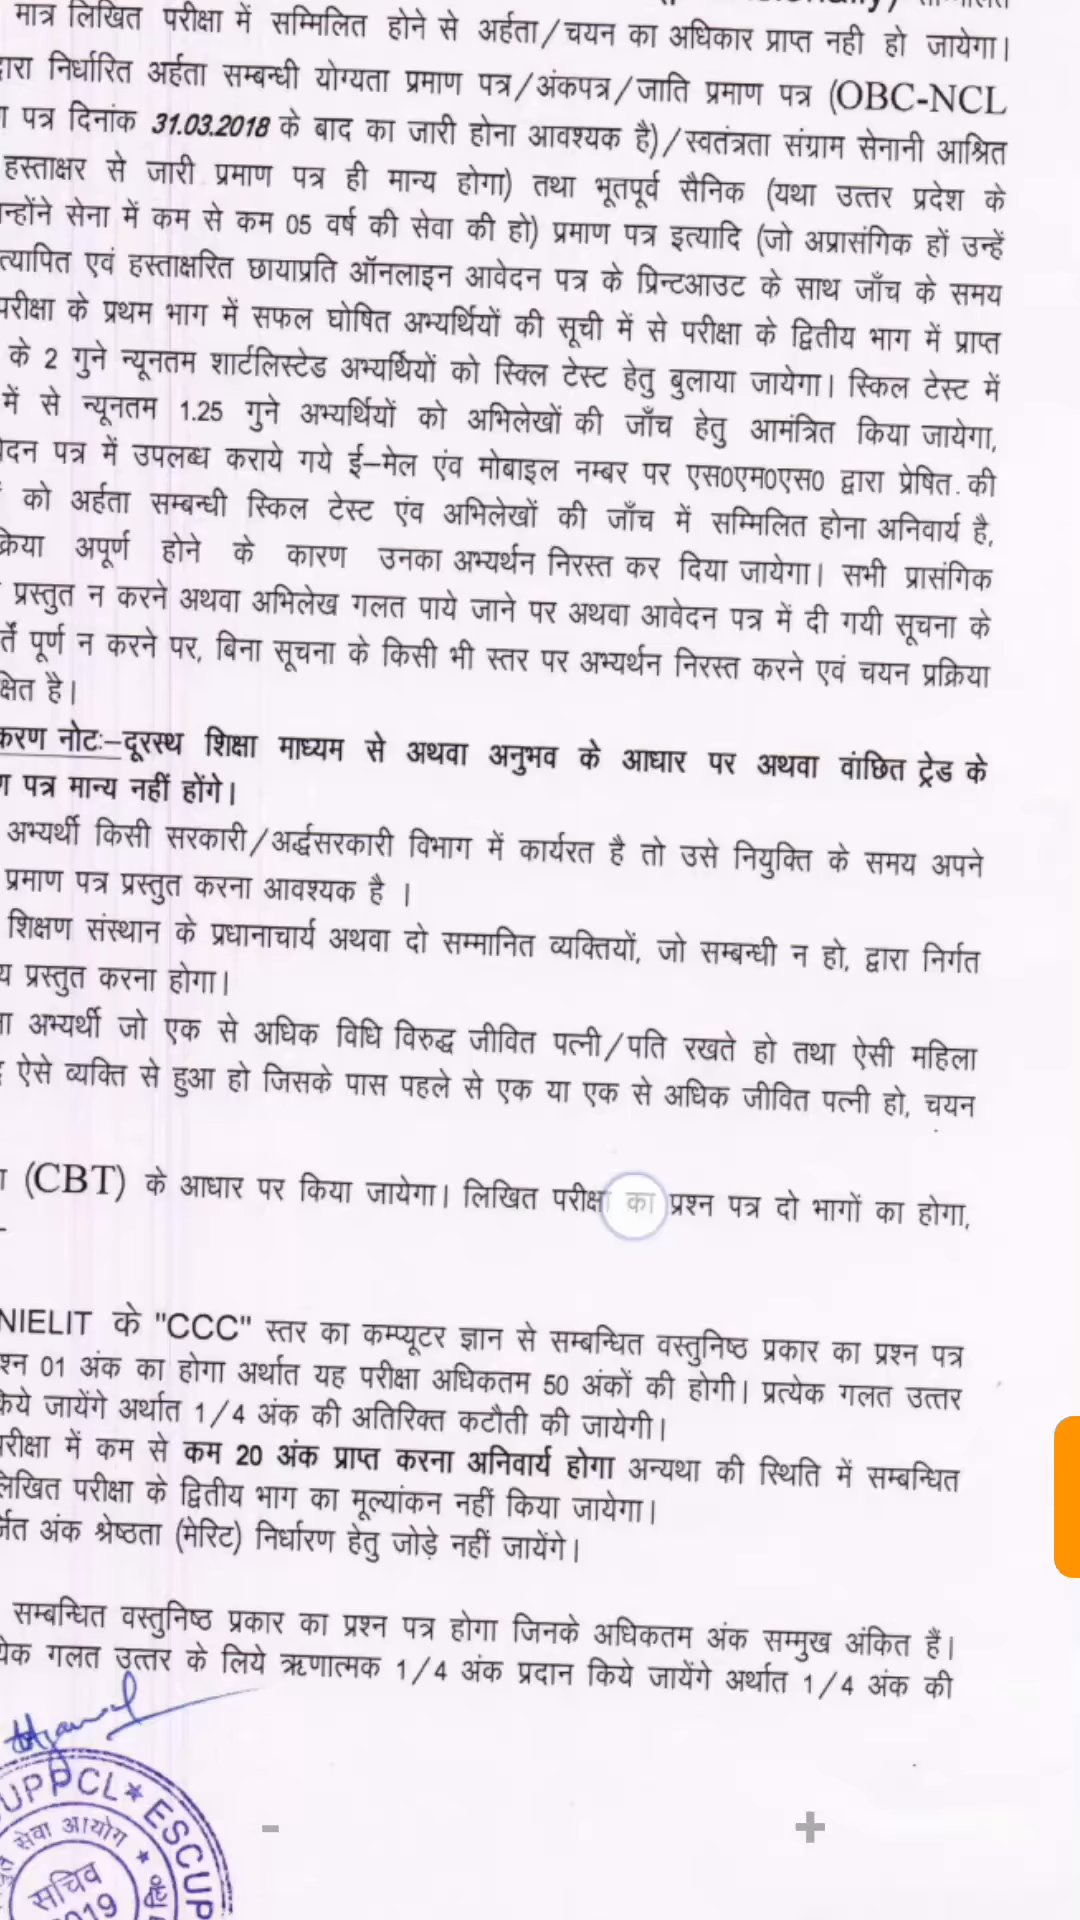 मात्र लिखित परीक्षा में सम्मिलित होने से अर्हता/चयन का अधिकार प्राप्त नही हो जायेगा।
निर्धारित अर्हता सम्बन्धी योग्यता प्रमाण पत्र/अंकपत्र/जाति प्रमाण पत्र (OBC-NCL
पत्र दिनांक 31.03.2018 के बाद का जारी होना आवश्यक है)/स्वतंत्रता संग्राम सेनानी आश्रित
हस्ताक्षर से जारी प्रमाण पत्र ही मान्य होगा) तथा भूतपूर्व सैनिक (यथा उत्तर प्रदेश के
न्होंने सेना में कम से कम 05 वर्ष की सेवा की हो) प्रमाण पत्र इत्यादि (जो अप्रासंगिक हों उन्हें
त्यापित एवं हस्ताक्षरित छायाप्रति ऑनलाइन आवेदन पत्र के प्रिन्टआउट के साथ जाँच के समय
परीक्षा के प्रथम भाग में सफल घोषित अभ्यर्थियों की सूची में से परीक्षा के द्वितीय भाग में प्राप्त
के 2 गुने न्यूनतम शार्टलिस्टेड अभ्यर्थियों को स्क्लि टेस्ट हेतु बुलाया जायेगा। स्किल टेस्ट में
में से न्यूनतम 1.25 गुने अभ्यर्थियों को अभिलेखों की जाँच हेतु आमंत्रित किया जायेगा,
वेदन पत्र में उपलब्ध कराये गये ई–मेल एंव मोबाइल नम्बर पर एस0एम0एस0 द्वारा प्रेषित की
को अर्हता सम्बन्धी स्किल टेस्ट एंव अभिलेखों की जाँच में सम्मिलित होना अनिवार्य है,
क्रिया अपूर्ण होने के कारण उनका अभ्यर्थन निरस्त कर दिया जायेगा। सभी प्रासंगिक
प्रस्तुत न करने अथवा अभिलेख गलत पाये जाने पर अथवा आवेदन पत्र में दी गयी सूचना के
र्ते पूर्ण न करने पर, बिना सूचना के किसी भी स्तर पर अभ्यर्थन निरस्त करने एवं चयन प्रक्रिया
क्षित है।
करण नोटः–दूरस्थ शिक्षा माध्यम से अथवा अनुभव के आधार पर अथवा वांछित ट्रेड के
पत्र मान्य नहीं होंगे।
अभ्यर्थी किसी सरकारी/अर्द्धसरकारी विभाग में कार्यरत है तो उसे नियुक्ति के समय अपने
प्रमाण पत्र प्रस्तुत करना आवश्यक है ।
शिक्षण संस्थान के प्रधानाचार्य अथवा दो सम्मानित व्यक्तियों, जो सम्बन्धी न हो, द्वारा निर्गत
प्रस्तुत करना होगा।
अभ्यर्थी जो एक से अधिक विधि विरुद्ध जीवित पत्नी/पति रखते हो तथा ऐसी महिला
ऐसे व्यक्ति से हुआ हो जिसके पास पहले से एक या एक से अधिक जीवित पत्नी हो, चयन
(CBT) के आधार पर किया जायेगा। लिखित परीक्षा का प्रश्न पत्र दो भागों का होगा,
NIELIT के "CCC" स्तर का कम्प्यूटर ज्ञान से सम्बन्धित वस्तुनिष्ठ प्रकार का प्रश्न पत्र
श्न 01 अंक का होगा अर्थात यह परीक्षा अधिकतम 50 अंकों की होगी। प्रत्येक गलत उत्तर
किये जायेंगे अर्थात 1/4 अंक की अतिरिक्त कटौती की जायेगी।
परीक्षा में कम से कम 20 अंक प्राप्त करना अनिवार्य होगा अन्यथा की स्थिति में सम्बन्धित
लिखित परीक्षा के द्वितीय भाग का मूल्यांकन नहीं किया जायेगा।
र्जित अंक श्रेष्ठता (मेरिट) निर्धारण हेतु जोड़े नहीं जायेंगे।
सम्बन्धित वस्तुनिष्ठ प्रकार का प्रश्न पत्र होगा जिनके अधिकतम अंक सम्मुख अंकित हैं।
येक गलत उत्तर के लिये ऋणात्मक 1/4 अंक प्रदान किये जायेंगे अर्थात 1/4 अंक की
UPPCL ★ ESCUP
सेवा आयोग ★
सचिव